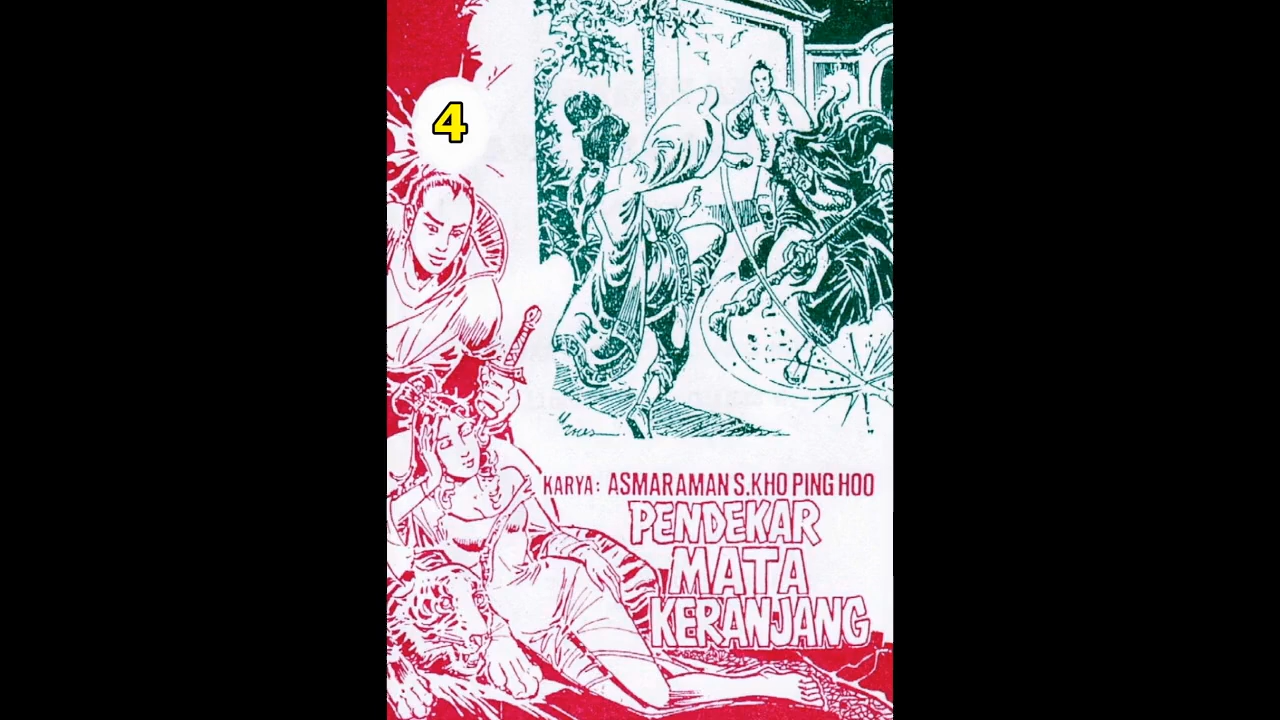 4
KARYA: ASMARAMAN S.KHO PING HOO
PENDEKAR
MATA
KERANJANG